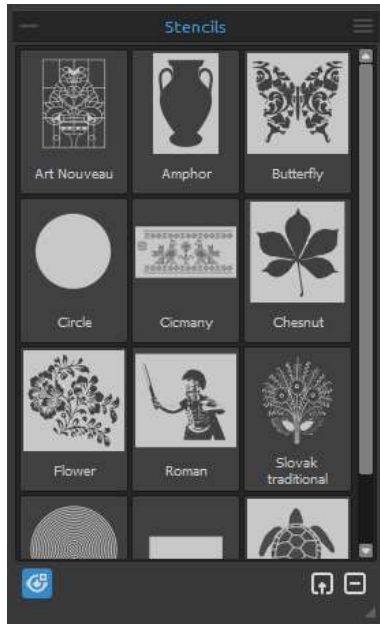 Stencils
Art Nouveau
Amphor
Butterfly
Circle
Cicmany
Chesnut
Flower
Roman
Slovak
traditional